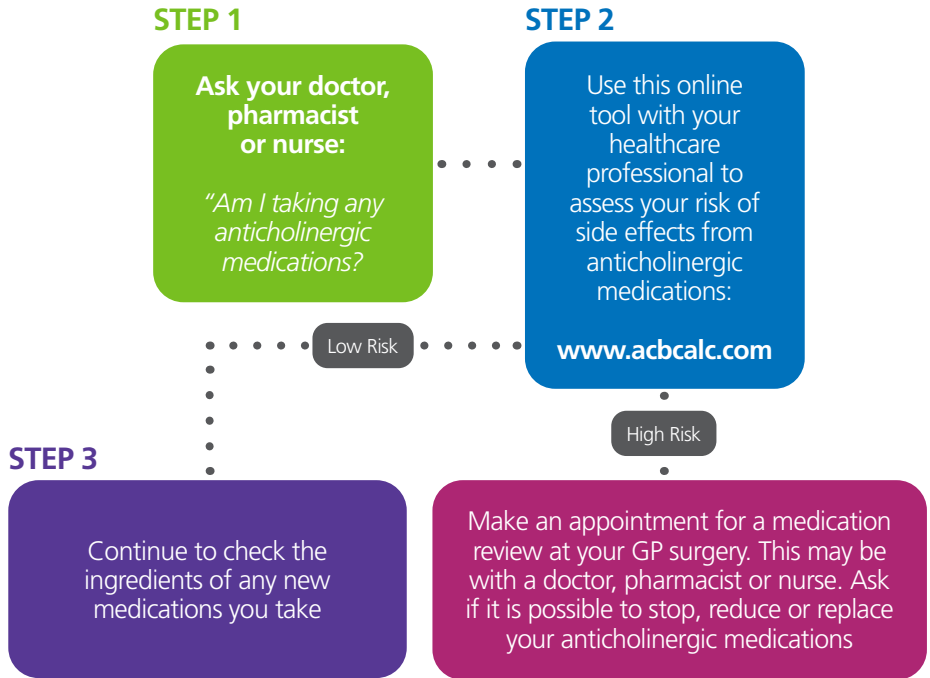 STEP 1
Ask your doctor,
pharmacist
or nurse:
"Am I taking any
anticholinergic
medications?
STEP 2
Use this online
tool with your
healthcare
professional to
assess your risk of
side effects from
anticholinergic
medications:
www.acbcalc.com
Low Risk
High Risk
STEP 3
Continue to check the
ingredients of any new
medications you take
Make an appointment for a medication
review at your GP surgery. This may be
with a doctor, pharmacist or nurse. Ask
if it is possible to stop, reduce or replace
your anticholinergic medications